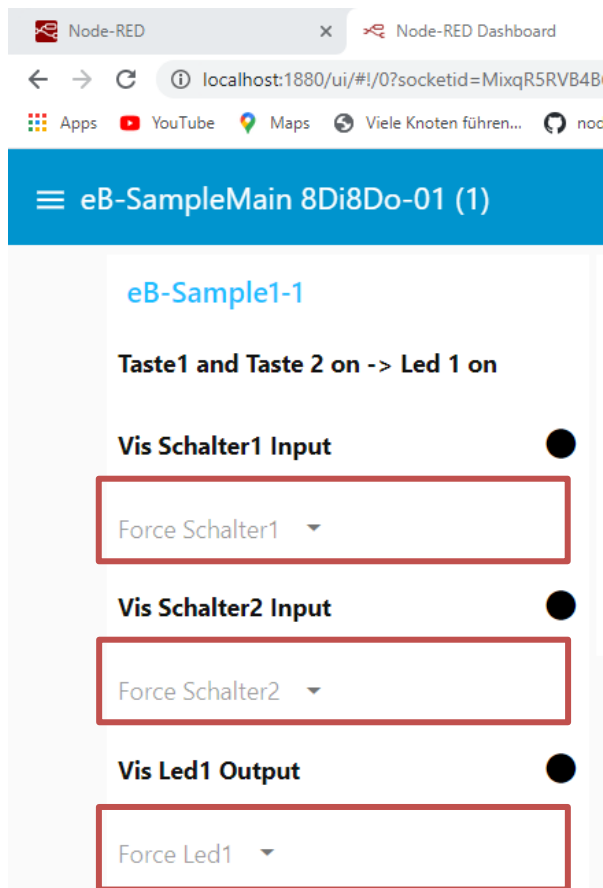 Node-RED
Node-RED Dashboard
localhost:1880/ui/#!/0?socketid=MixqR5RVB4B
Apps YouTube Maps Viele Knoten führen...
eB-SampleMain 8Di8Do-01 (1)
eB-Sample1-1
Taste1 and Taste 2 on -> Led 1 on
Vis Schalter1 Input
Force Schalter1
Vis Schalter2 Input
Force Schalter2
Vis Led1 Output
Force Led1